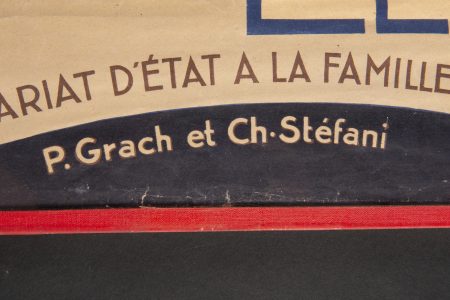 ARIAT D'ÉTAT A LA FAMILLE
P. Grach et Ch. Stéfani